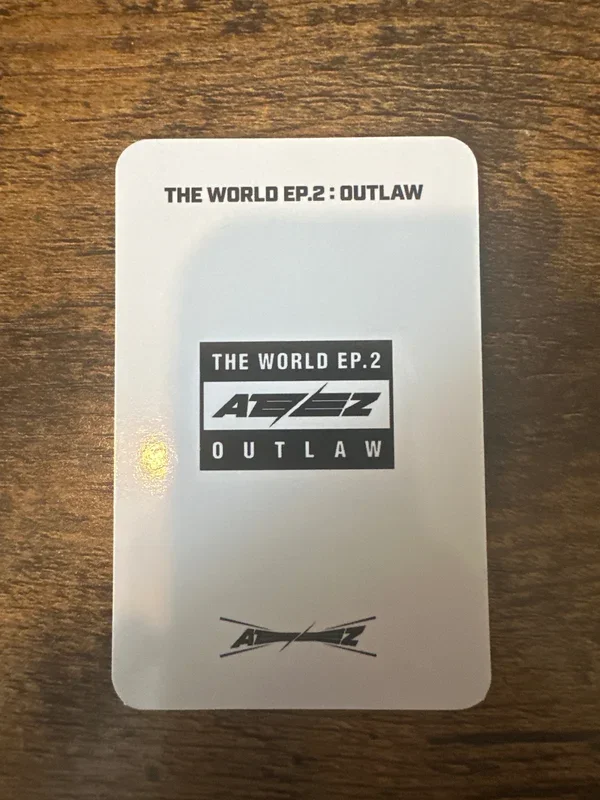 THE WORLD EP.2 : OUTLAW
THE WORLD EP.2
ATEEZ
OUTLAW
ATEEZ